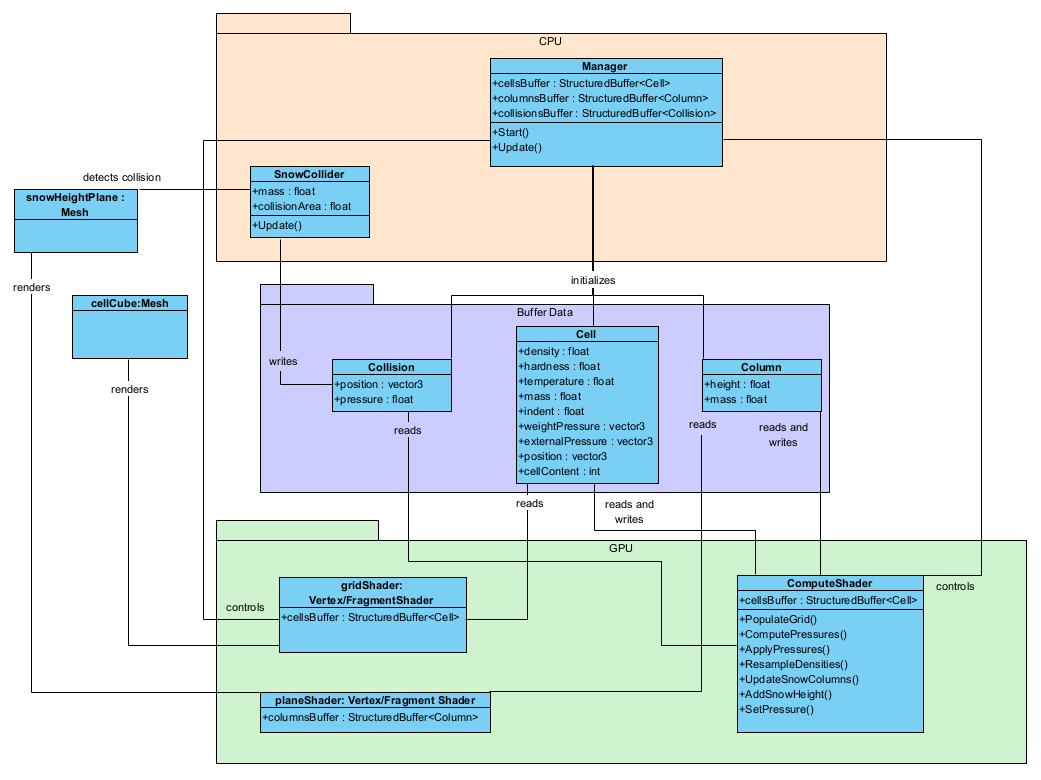 CPU
Manager
+cellsBuffer : StructuredBuffer<Cell>
+columnsBuffer : StructuredBuffer<Column>
+collisionsBuffer : StructuredBuffer<Collision>
+Start()
+Update()
detects collision
SnowCollider
+mass : float
+collisionArea : float
+Update()
snowHeightPlane :
Mesh
renders
cellCube:Mesh
renders
initializes
Buffer Data
writes
Collision
+position : vector3
+pressure : float
reads
Cell
+density : float
+hardness : float
+temperature : float
+mass : float
+indent : float
+weightPressure : vector3
+externalPressure : vector3
+position : vector3
+cellContent : int
Column
+height : float
+mass : float
reads
reads and
writes
reads
reads and
writes
GPU
controls
gridShader:
Vertex/FragmentShader
+cellsBuffer : StructuredBuffer<Cell>
planeShader: Vertex/Fragment Shader
+columnsBuffer : StructuredBuffer<Column>
ComputeShader
+cellsBuffer : StructuredBuffer<Cell>
+PopulateGrid()
+ComputePressures()
+ApplyPressures()
+ResampleDensities()
+UpdateSnowColumns()
+AddSnowHeight()
+SetPressure()
controls